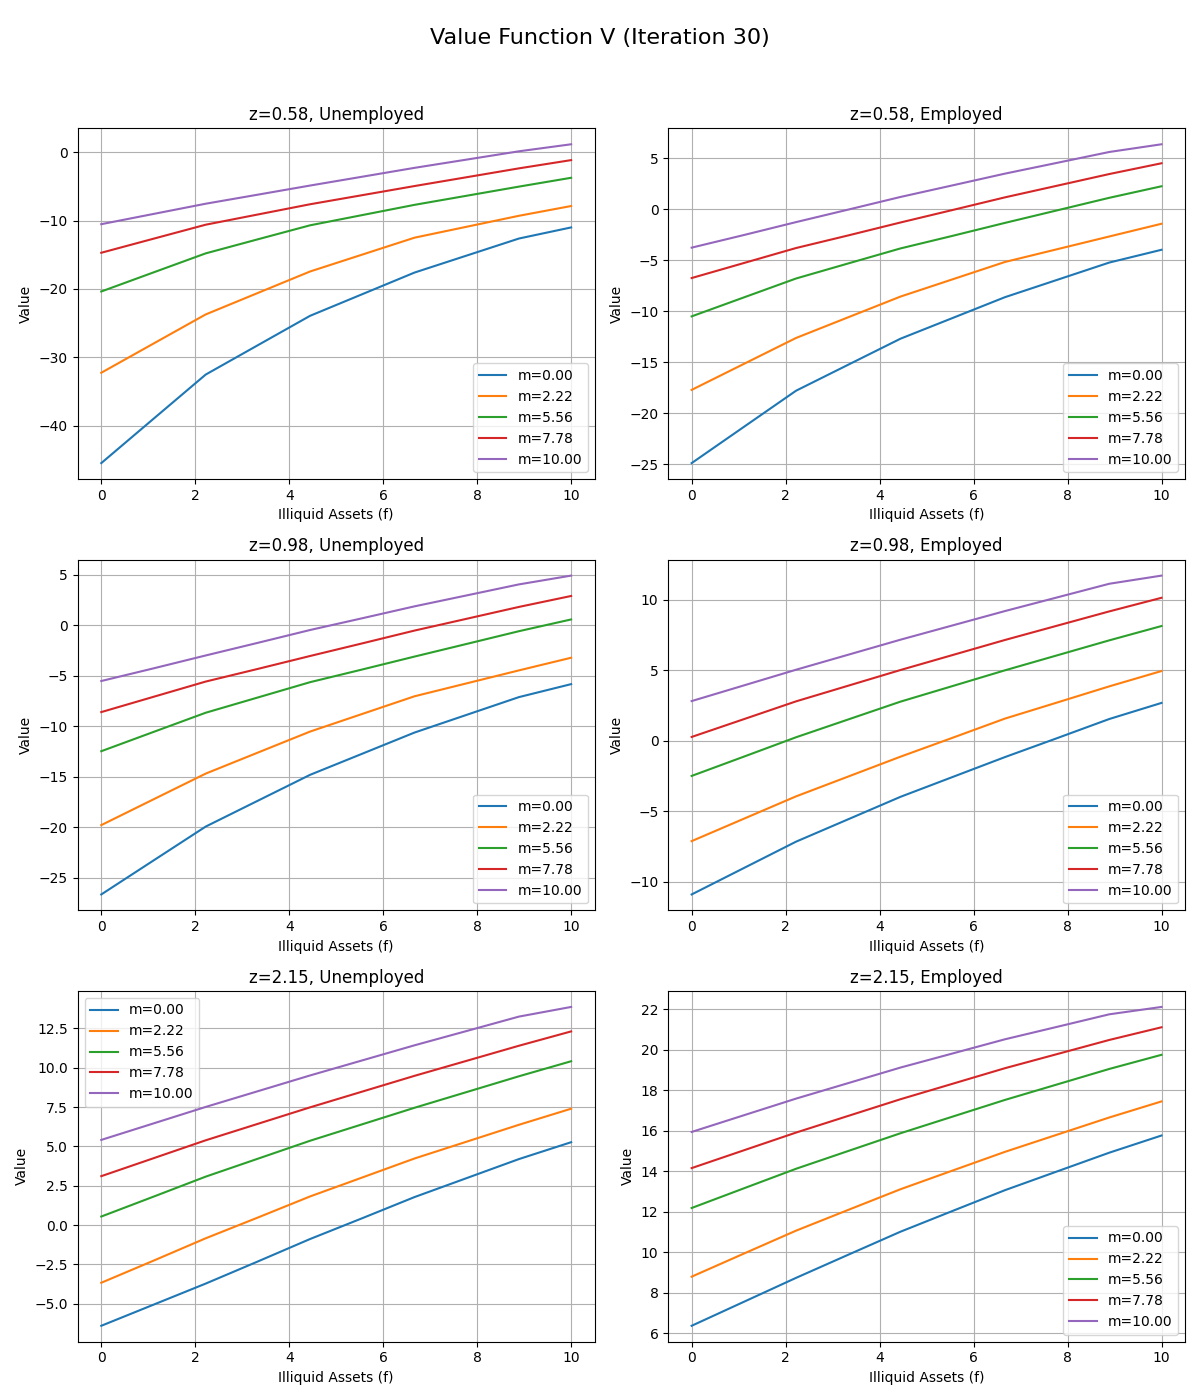 Value Function V (Iteration 30)
z=0.58, Unemployed
Value
0
−10
−20
−30
−40
m=0.00
m=2.22
m=5.56
m=7.78
m=10.00
0 2 4 6 8 10
Illiquid Assets (f)
z=0.58, Employed
Value
5
0
−5
−10
−15
−20
−25
m=0.00
m=2.22
m=5.56
m=7.78
m=10.00
0 2 4 6 8 10
Illiquid Assets (f)
z=0.98, Unemployed
Value
5
0
−5
−10
−15
−20
−25
m=0.00
m=2.22
m=5.56
m=7.78
m=10.00
0 2 4 6 8 10
Illiquid Assets (f)
z=0.98, Employed
Value
10
5
0
−5
−10
m=0.00
m=2.22
m=5.56
m=7.78
m=10.00
0 2 4 6 8 10
Illiquid Assets (f)
z=2.15, Unemployed
Value
12.5
10.0
7.5
5.0
2.5
0.0
−2.5
−5.0
m=0.00
m=2.22
m=5.56
m=7.78
m=10.00
0 2 4 6 8 10
Illiquid Assets (f)
z=2.15, Employed
Value
22
20
18
16
14
12
10
8
6
m=0.00
m=2.22
m=5.56
m=7.78
m=10.00
0 2 4 6 8 10
Illiquid Assets (f)